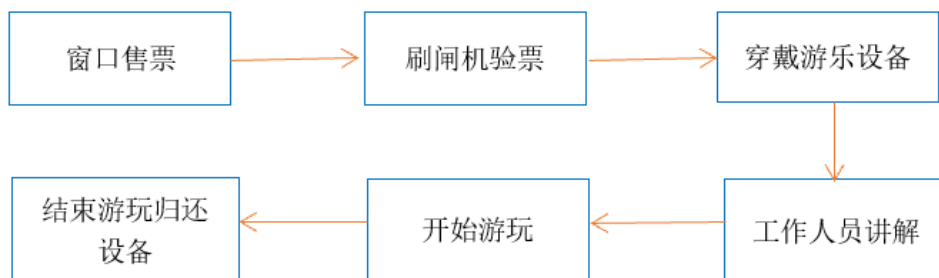 窗口售票
刷闸机验票
穿戴游乐设备
工作人员讲解
开始游玩
结束游玩归还
设备